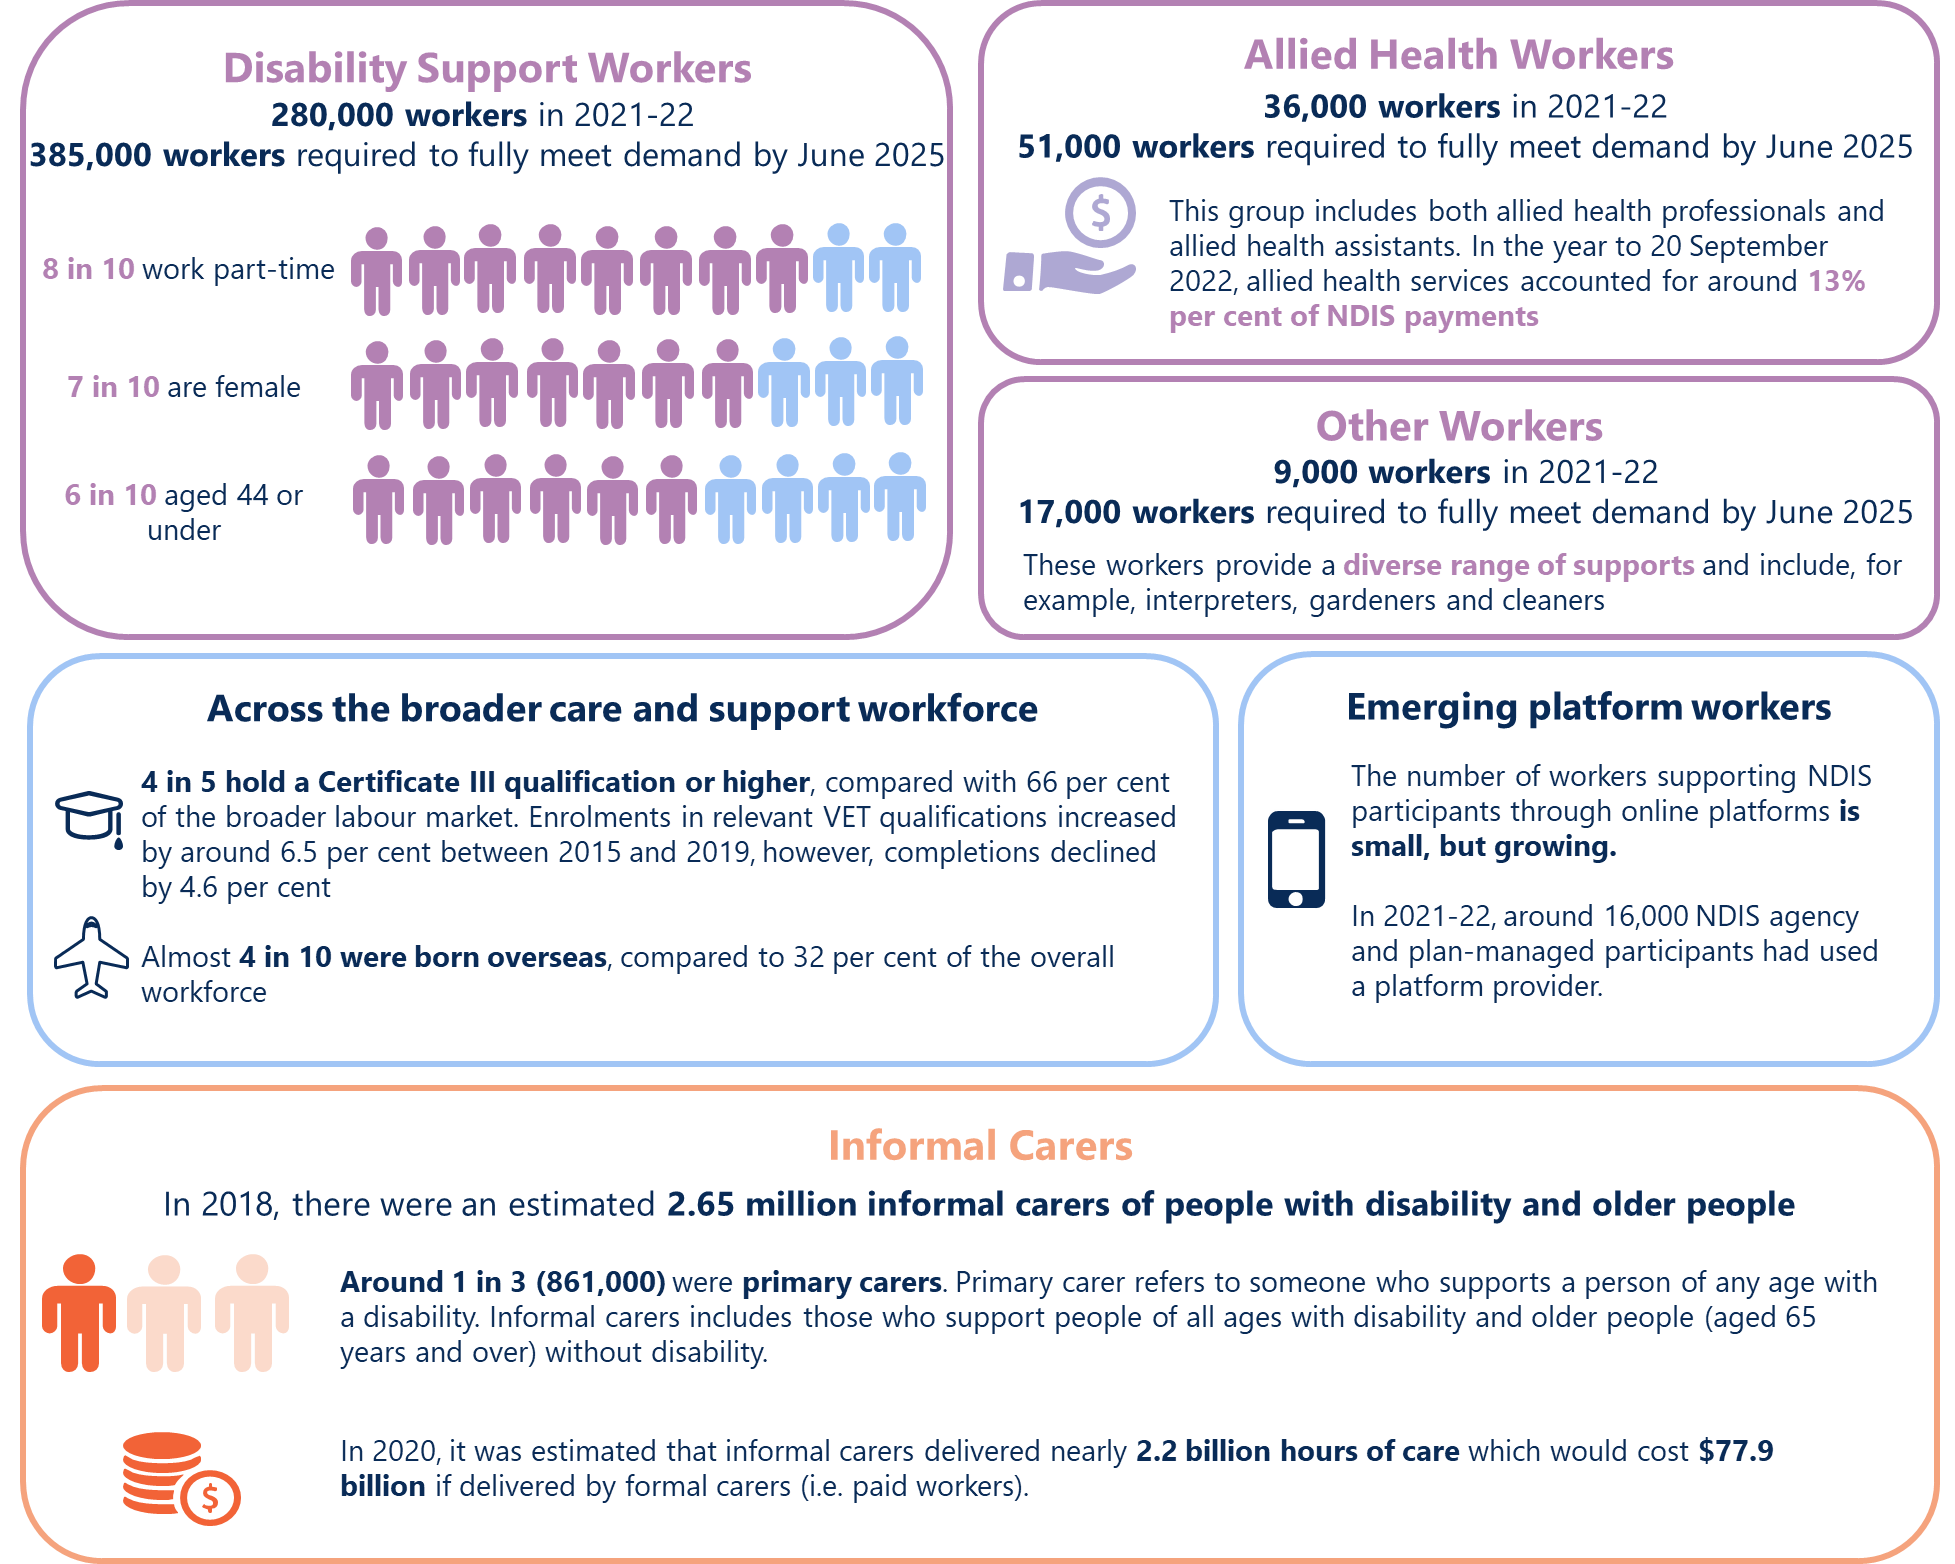 Disability Support Workers
280,000 workers in 2021-22
385,000 workers required to fully meet demand by June 2025
8 in 10 work part-time
7 in 10 are female
6 in 10 aged 44 or
under
Allied Health Workers
36,000 workers in 2021-22
51,000 workers required to fully meet demand by June 2025
$
This group includes both allied health professionals and
allied health assistants. In the year to 20 September
2022, allied health services accounted for around 13%
per cent of NDIS payments
Other Workers
9,000 workers in 2021-22
17,000 workers required to fully meet demand by June 2025
These workers provide a diverse range of supports and include, for
example, interpreters, gardeners and cleaners
Across the broader care and support workforce
4 in 5 hold a Certificate III qualification or higher, compared with 66 per cent
of the broader labour market. Enrolments in relevant VET qualifications increased
by around 6.5 per cent between 2015 and 2019, however, completions declined
by 4.6 per cent
Almost 4 in 10 were born overseas, compared to 32 per cent of the overall
workforce
Emerging platform workers
The number of workers supporting NDIS
participants through online platforms is
small, but growing.
In 2021-22, around 16,000 NDIS agency
and plan-managed participants had used
a platform provider.
Informal Carers
In 2018, there were an estimated 2.65 million informal carers of people with disability and older people
Around 1 in 3 (861,000) were primary carers. Primary carer refers to someone who supports a person of any age with
a disability. Informal carers includes those who support people of all ages with disability and older people (aged 65
years and over) without disability.
$
In 2020, it was estimated that informal carers delivered nearly 2.2 billion hours of care which would cost $77.9
billion if delivered by formal carers (i.e. paid workers).